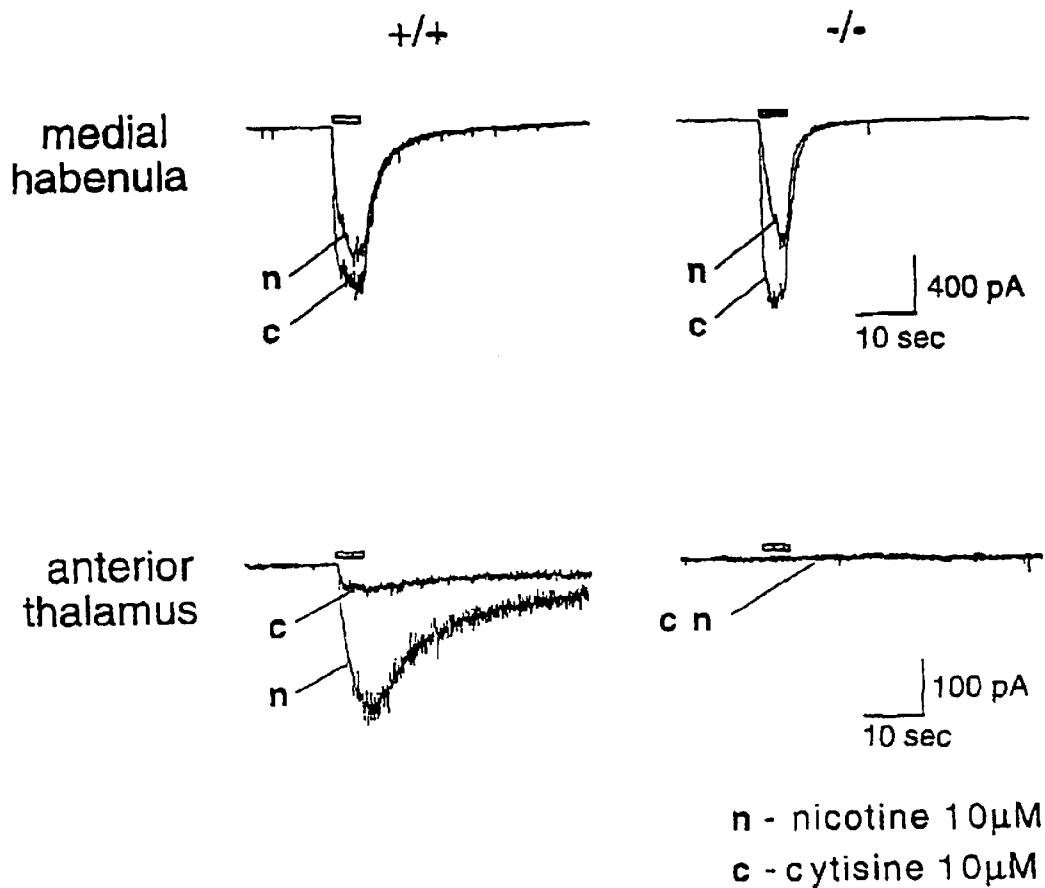 +/+
-/-
medial
habenula
n
c
n
c
400 pA
10 sec
anterior
thalamus
c
n
c n
100 pA
10 sec
n - nicotine 10µM
c - cytisine 10µM